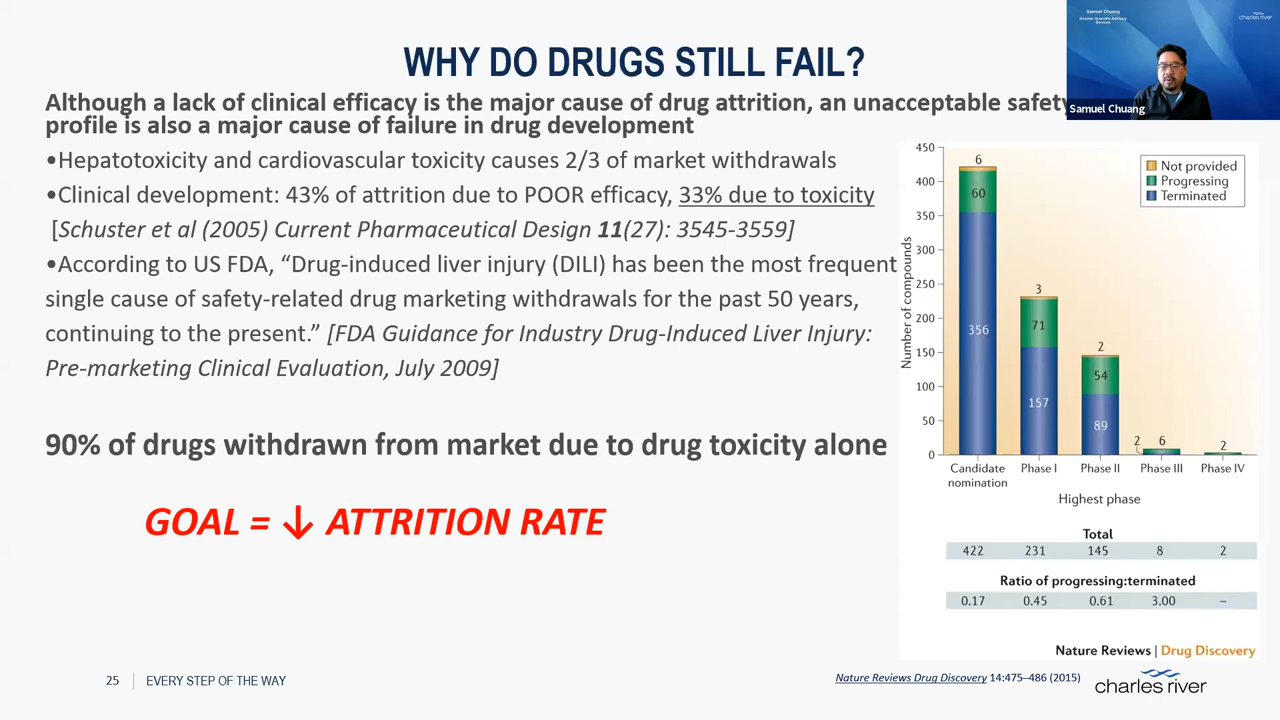 Samuel Chuang
Director, Scientific Advisory
Services
charles river
Samuel Chuang
WHY DO DRUGS STILL FAIL?
Although a lack of clinical efficacy is the major cause of drug attrition, an unacceptable safety
profile is also a major cause of failure in drug development
•Hepatotoxicity and cardiovascular toxicity causes 2/3 of market withdrawals
•Clinical development: 43% of attrition due to POOR efficacy, 33% due to toxicity
[Schuster et al (2005) Current Pharmaceutical Design 11(27): 3545-3559]
•According to US FDA, “Drug-induced liver injury (DILI) has been the most frequent
single cause of safety-related drug marketing withdrawals for the past 50 years,
continuing to the present.” [FDA Guidance for Industry Drug-Induced Liver Injury:
Pre-marketing Clinical Evaluation, July 2009]
90% of drugs withdrawn from market due to drug toxicity alone
GOAL = ↓ ATTRITION RATE
Number of compounds
450
400
350
300
250
200
150
100
50
0
Not provided
Progressing
Terminated
6
60
356
3
71
157
2
54
89
2 6
2
Candidate
nomination
Phase I
Phase II
Phase III
Phase IV
Highest phase
Total
422 231 145 8 2
Ratio of progressing:terminated
0.17 0.45 0.61 3.00 –
Nature Reviews | Drug Discovery
25 EVERY STEP OF THE WAY
Nature Reviews Drug Discovery 14:475–486 (2015)
charles river